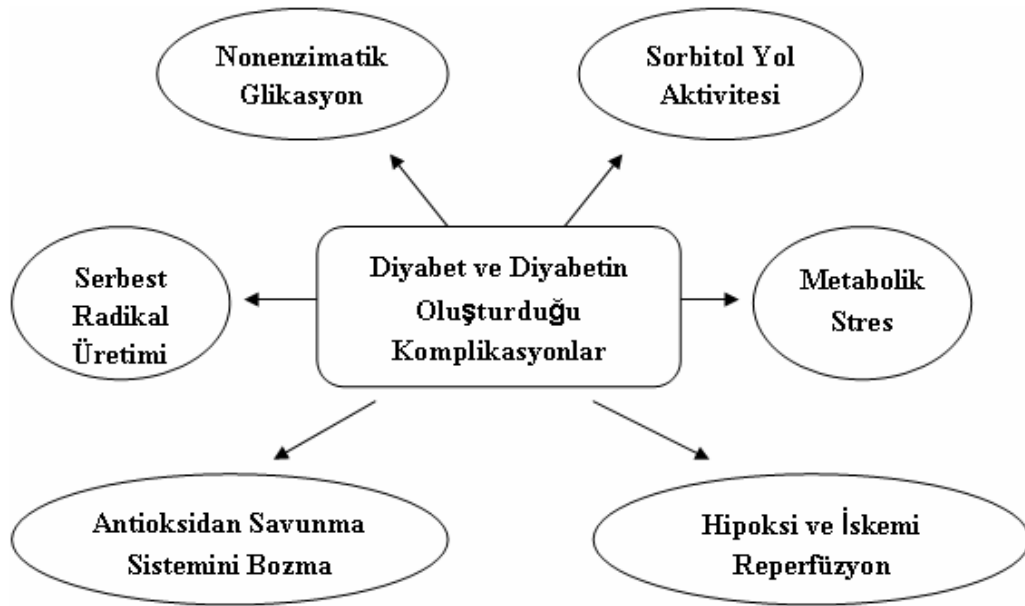 Nonenzimatik
Glikasyon
Sorbitol Yol
Aktivitesi
Serbest
Radikal
Üretimi
Diyabet ve Diyabetin
Oluşturduğu
Komplikasyonlar
Metabolik
Stres
Antioksidan Savunma
Sistemini Bozma
Hipoksi ve İskemi
Reperfüzyon